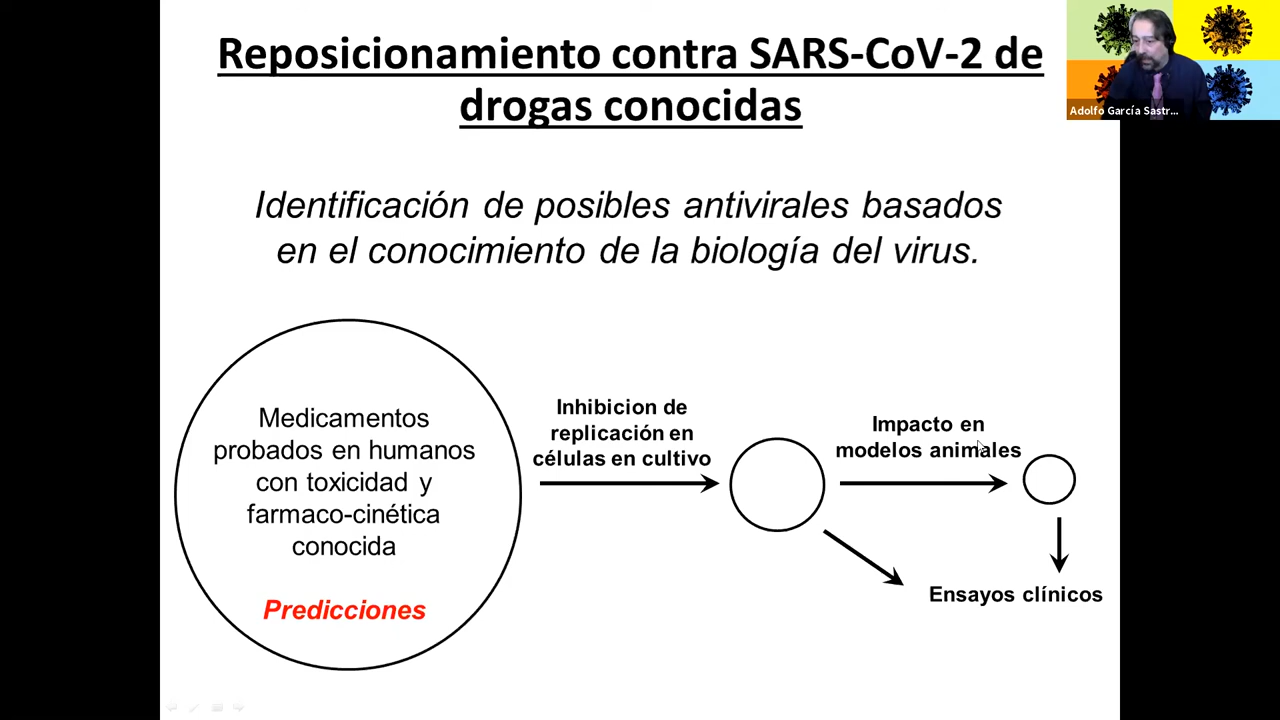 Reposicionamiento contra SARS-CoV-2 de
drogas conocidas
Adolfo García Sastr...
Identificación de posibles antivirales basados
en el conocimiento de la biología del virus.
Medicamentos
probados en humanos
con toxicidad y
farmaco-cinética
conocida
Predicciones
Inhibicion de
replicación en
células en cultivo
Impacto en
modelos animales
Ensayos clínicos